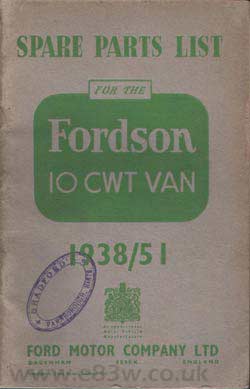 SPARE PARTS LIST
FOR THE
Fordson
10 CWT VAN
1938/51
BRADFORD
FORD MOTOR COMPANY LTD
DAGENHAM ESSEX ENGLAND
www.e83w.co.uk